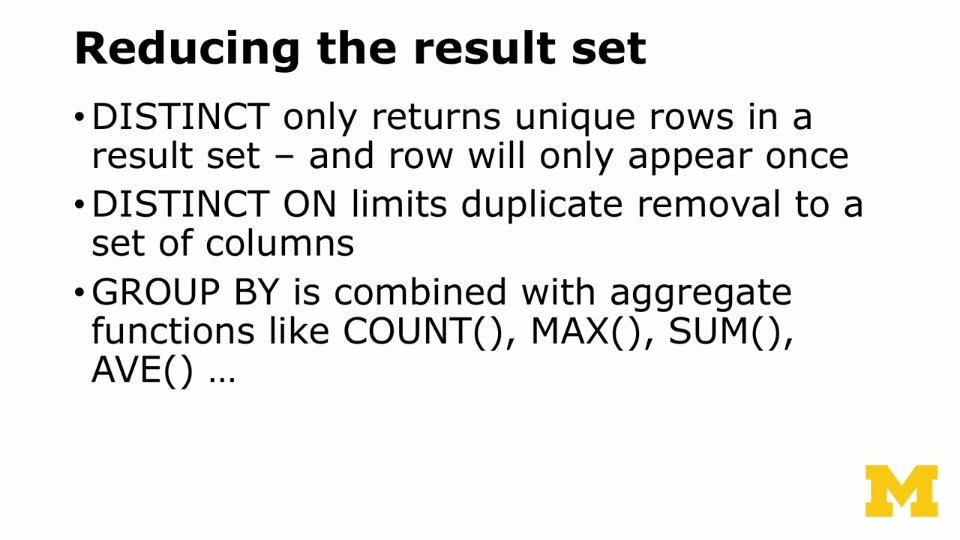 Reducing the result set
•DISTINCT only returns unique rows in a
result set – and row will only appear once
•DISTINCT ON limits duplicate removal to a
set of columns
•GROUP BY is combined with aggregate
functions like COUNT(), MAX(), SUM(),
AVE() …
M